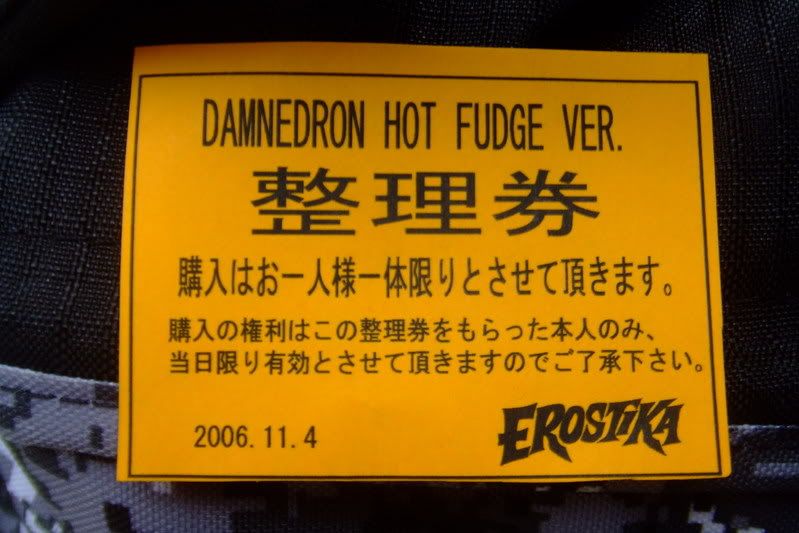 DAMNEDRON HOT FUDGE VER.
整理券
購入はお一人様一体限りとさせて頂きます。
購入の権利はこの整理券をもらった本人のみ、
当日限り有効とさせて頂きますのでご了承下さい。
2006.11.4
EROSTIKA